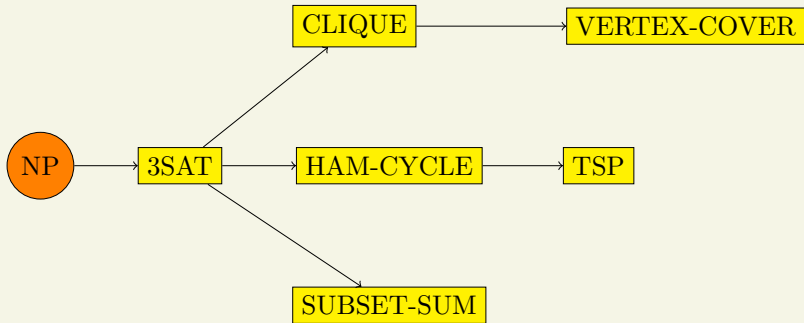 CLIQUE
VERTEX-COVER
NP
3SAT
HAM-CYCLE
TSP
SUBSET-SUM